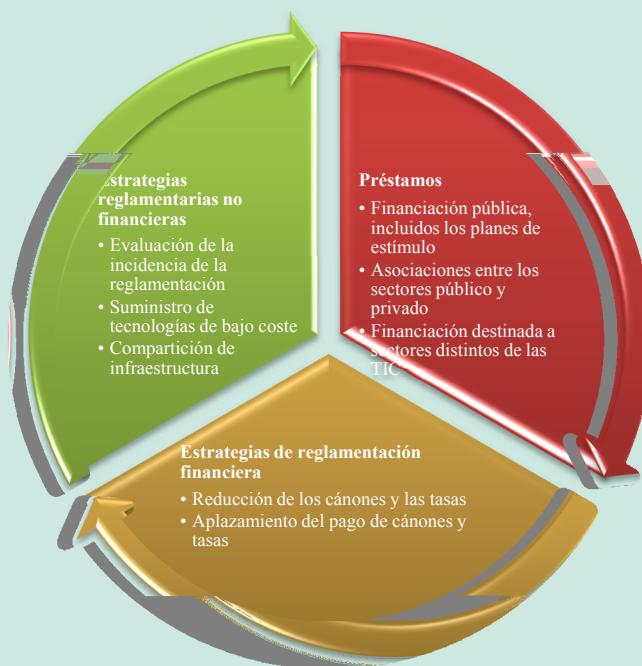 Estrategias
reglamentarias no
financieras
• Evaluación de la
incidencia de la
reglamentación
• Suministro de
tecnologías de bajo coste
• Compartición de
infraestructura
Préstamos
• Financiación pública,
incluidos los planes de
estímulo
• Asociaciones entre los
sectores público y
privado
• Financiación destinada a
sectores distintos de las
TIC
Estrategias de reglamentación
financiera
• Reducción de los cánones y las tasas
• Aplazamiento del pago de cánones y
tasas